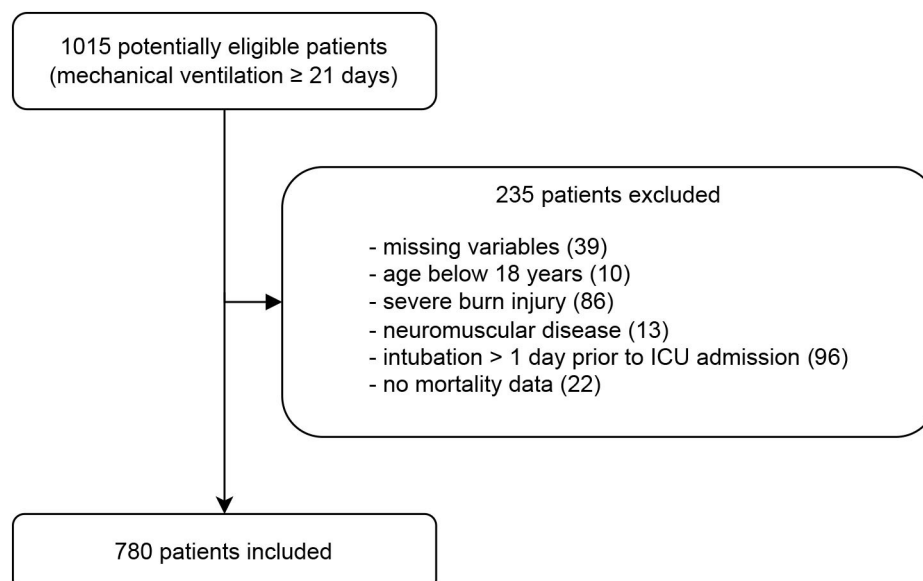 1015 potentially eligible patients
(mechanical ventilation ≥ 21 days)
235 patients excluded
- missing variables (39)
- age below 18 years (10)
- severe burn injury (86)
- neuromuscular disease (13)
- intubation > 1 day prior to ICU admission (96)
- no mortality data (22)
780 patients included